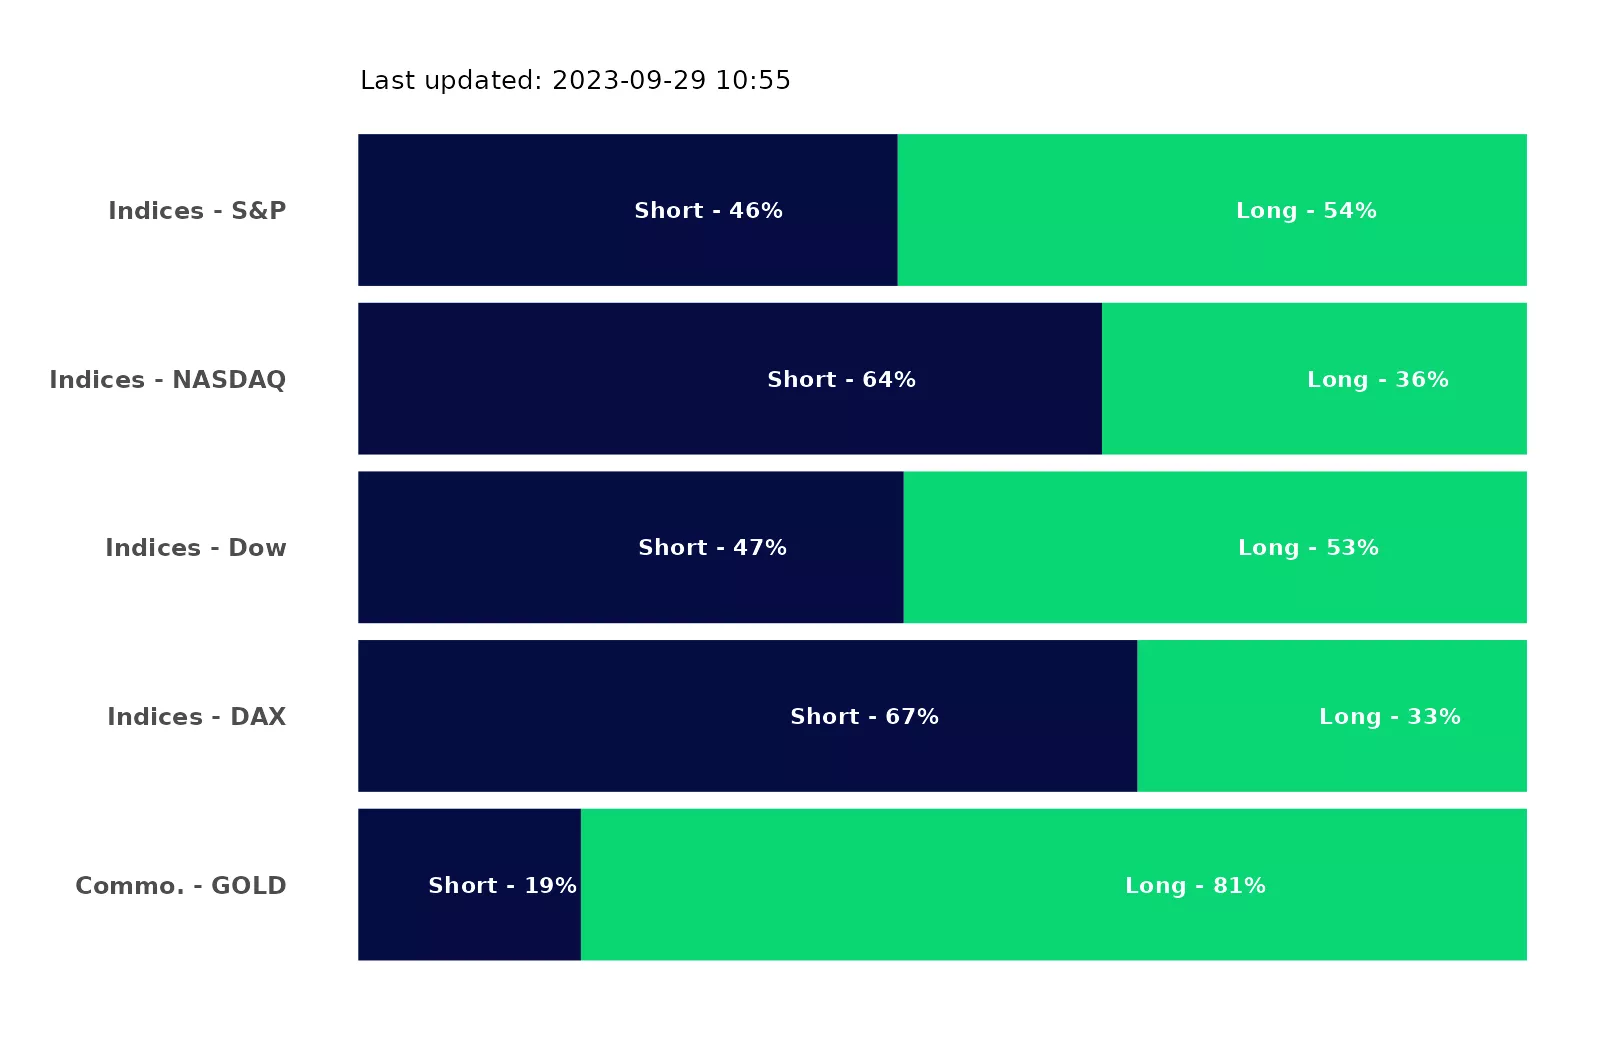 Last updated: 2023-09-29 10:55
Indices - S&P Short - 46% Long - 54%
Indices - NASDAQ Short - 64% Long - 36%
Indices - Dow Short - 47% Long - 53%
Indices - DAX Short - 67% Long - 33%
Commo. - GOLD Short - 19% Long - 81%